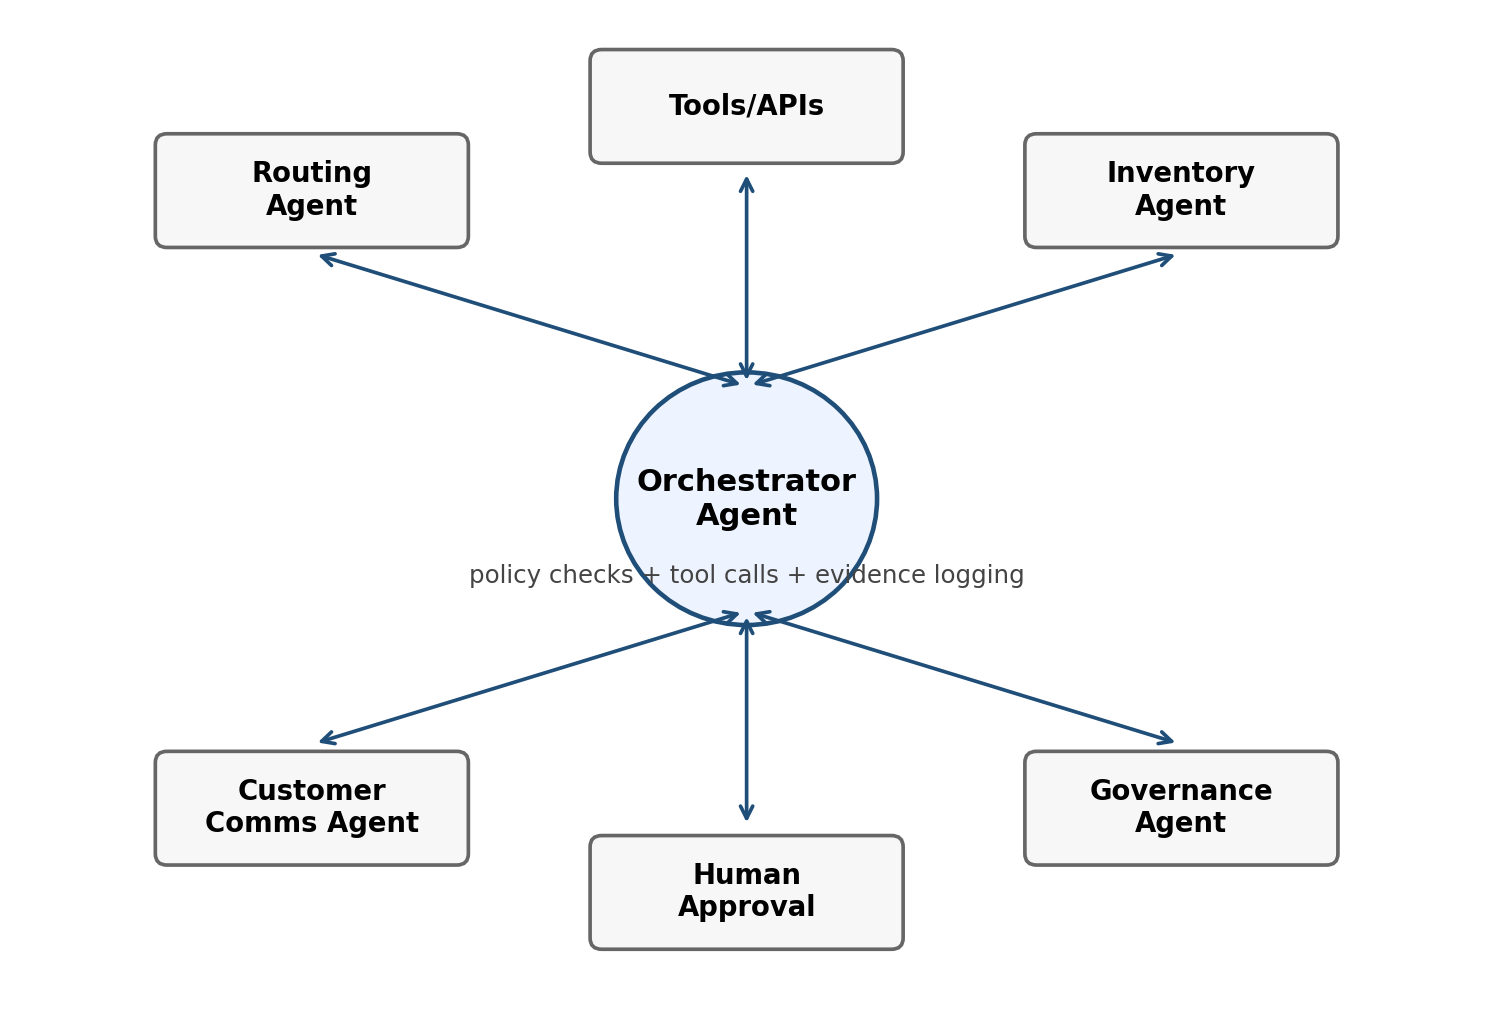 Tools/APIs
Routing
Agent
Inventory
Agent
Orchestrator
Agent
policy checks + tool calls + evidence logging
Customer
Comms Agent
Governance
Agent
Human
Approval